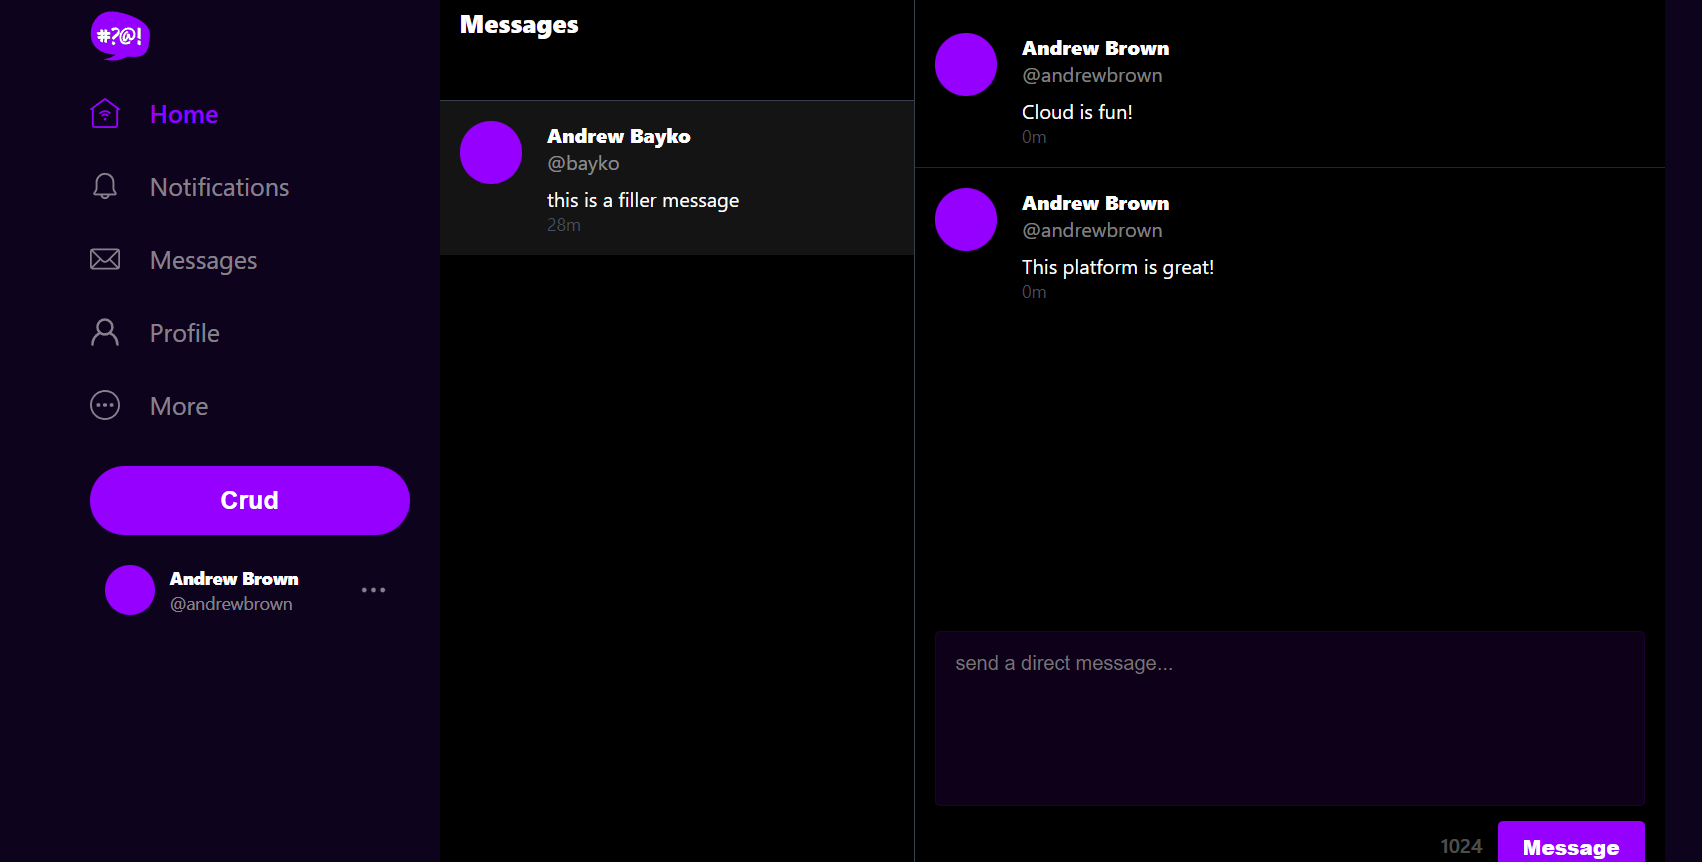 #?@!
Home
Notifications
Messages
Profile
More
Crud
Andrew Brown
@andrewbrown
Messages
Andrew Bayko
@bayko
this is a filler message
28m
Andrew Brown
@andrewbrown
Cloud is fun!
0m
Andrew Brown
@andrewbrown
This platform is great!
0m
send a direct message...
1024
Message